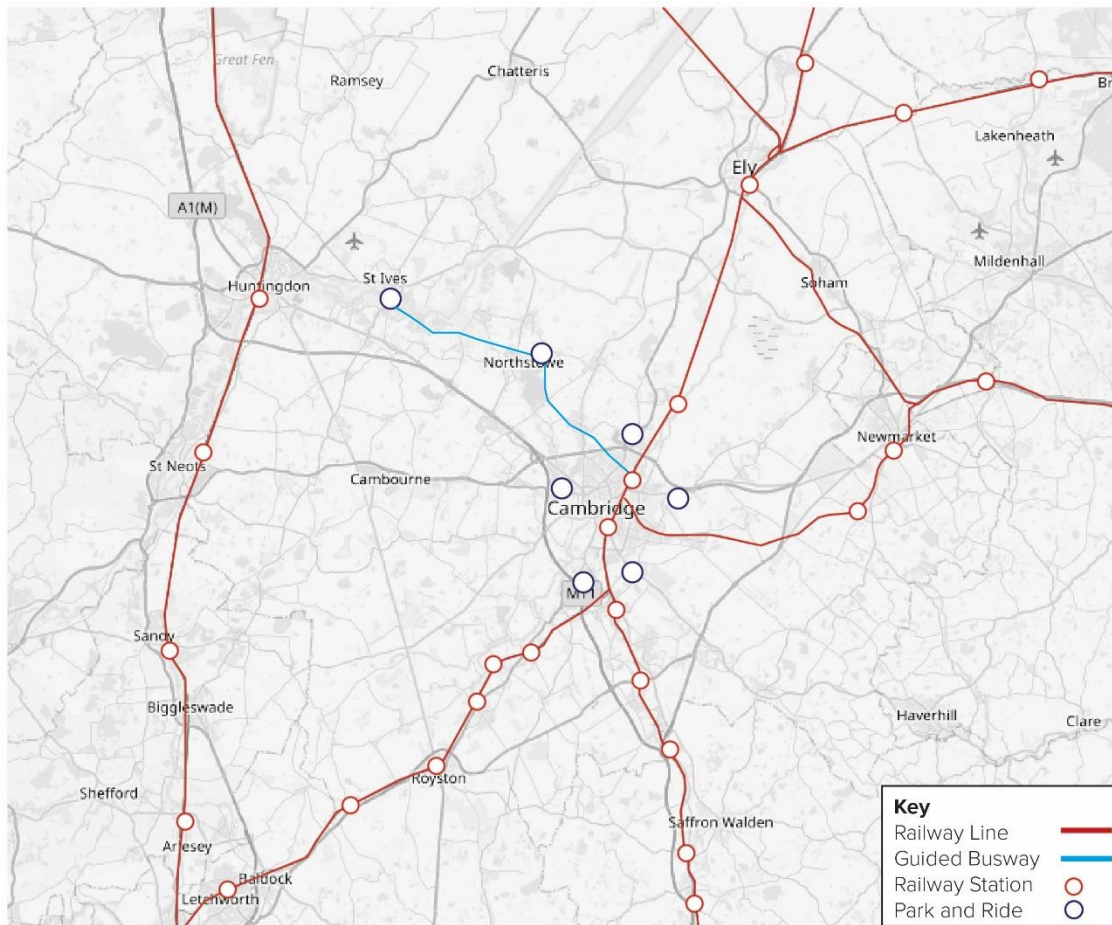 Great Fen
Ramsey
Chatteris
Br
Lakenheath
Ely
A1(M)
Mildenhall
St Ives
Soham
Huntingdon
Northstowe
Newmarket
St Neots
Cambourne
Cambridge
M11
Sandy
Biggleswade
Haverhill
Clare
Royston
Shefford
Saffron Walden
Arlesey
Baldock
Letchworth
Key
Railway Line
Guided Busway
Railway Station
Park and Ride